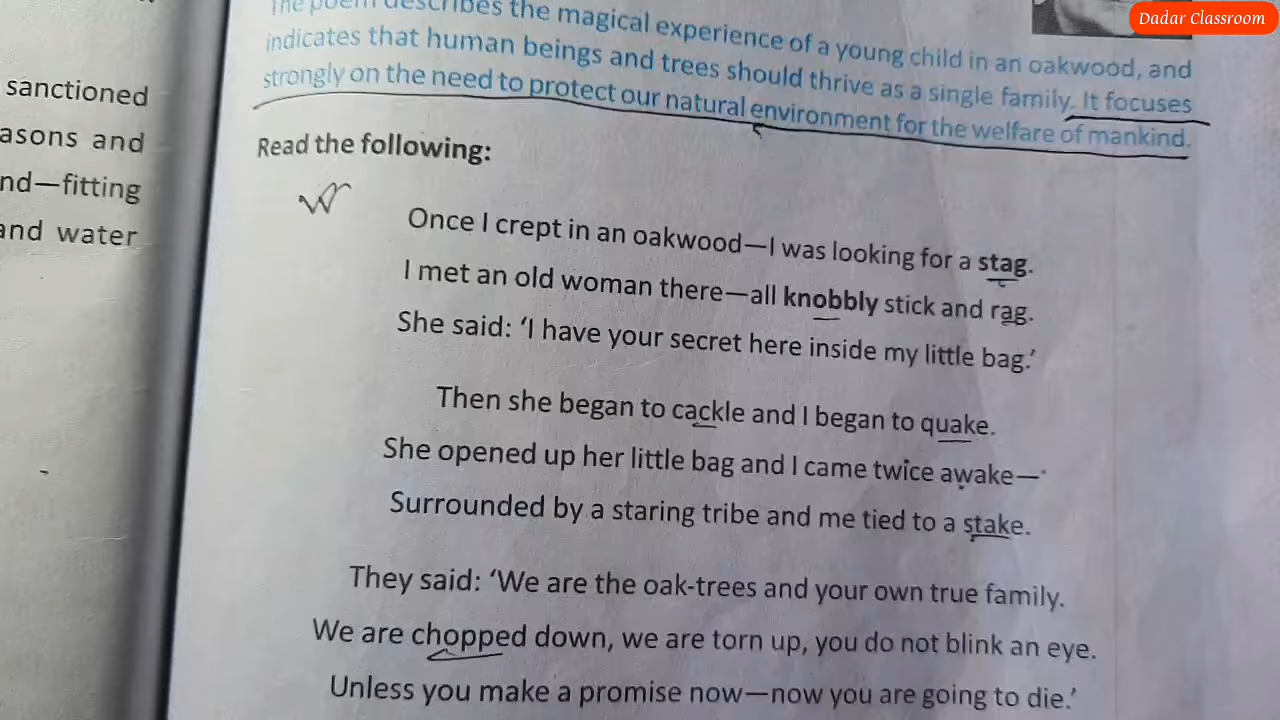 Dadar Classroom
The poem describes the magical experience of a young child in an oakwood, and
indicates that human beings and trees should thrive as a single family. It focuses
strongly on the need to protect our natural environment for the welfare of mankind.
sanctioned
asons and
nd—fitting
and water
Read the following:
Once I crept in an oakwood—I was looking for a stag.
I met an old woman there—all knobbly stick and rag.
She said: ‘I have your secret here inside my little bag.’
Then she began to cackle and I began to quake.
She opened up her little bag and I came twice awake—
Surrounded by a staring tribe and me tied to a stake.
They said: ‘We are the oak-trees and your own true family.
We are chopped down, we are torn up, you do not blink an eye.
Unless you make a promise now—now you are going to die.’